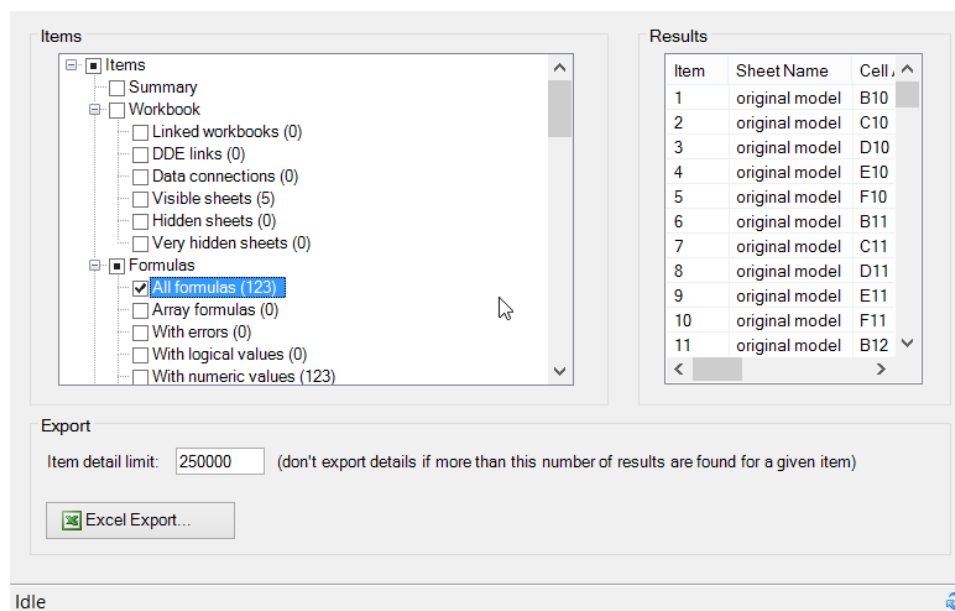 Items
Items
Summary
Workbook
Linked workbooks (0)
DDE links (0)
Data connections (0)
Visible sheets (5)
Hidden sheets (0)
Very hidden sheets (0)
Formulas
All formulas (123)
Array formulas (0)
With errors (0)
With logical values (0)
With numeric values (123)
Results
Item Sheet Name Cell
1 original model B10
2 original model C10
3 original model D10
4 original model E10
5 original model F10
6 original model B11
7 original model C11
8 original model D11
9 original model E11
10 original model F11
11 original model B12
Export
Item detail limit: 250000 (don't export details if more than this number of results are found for a given item)
Excel Export...
Idle